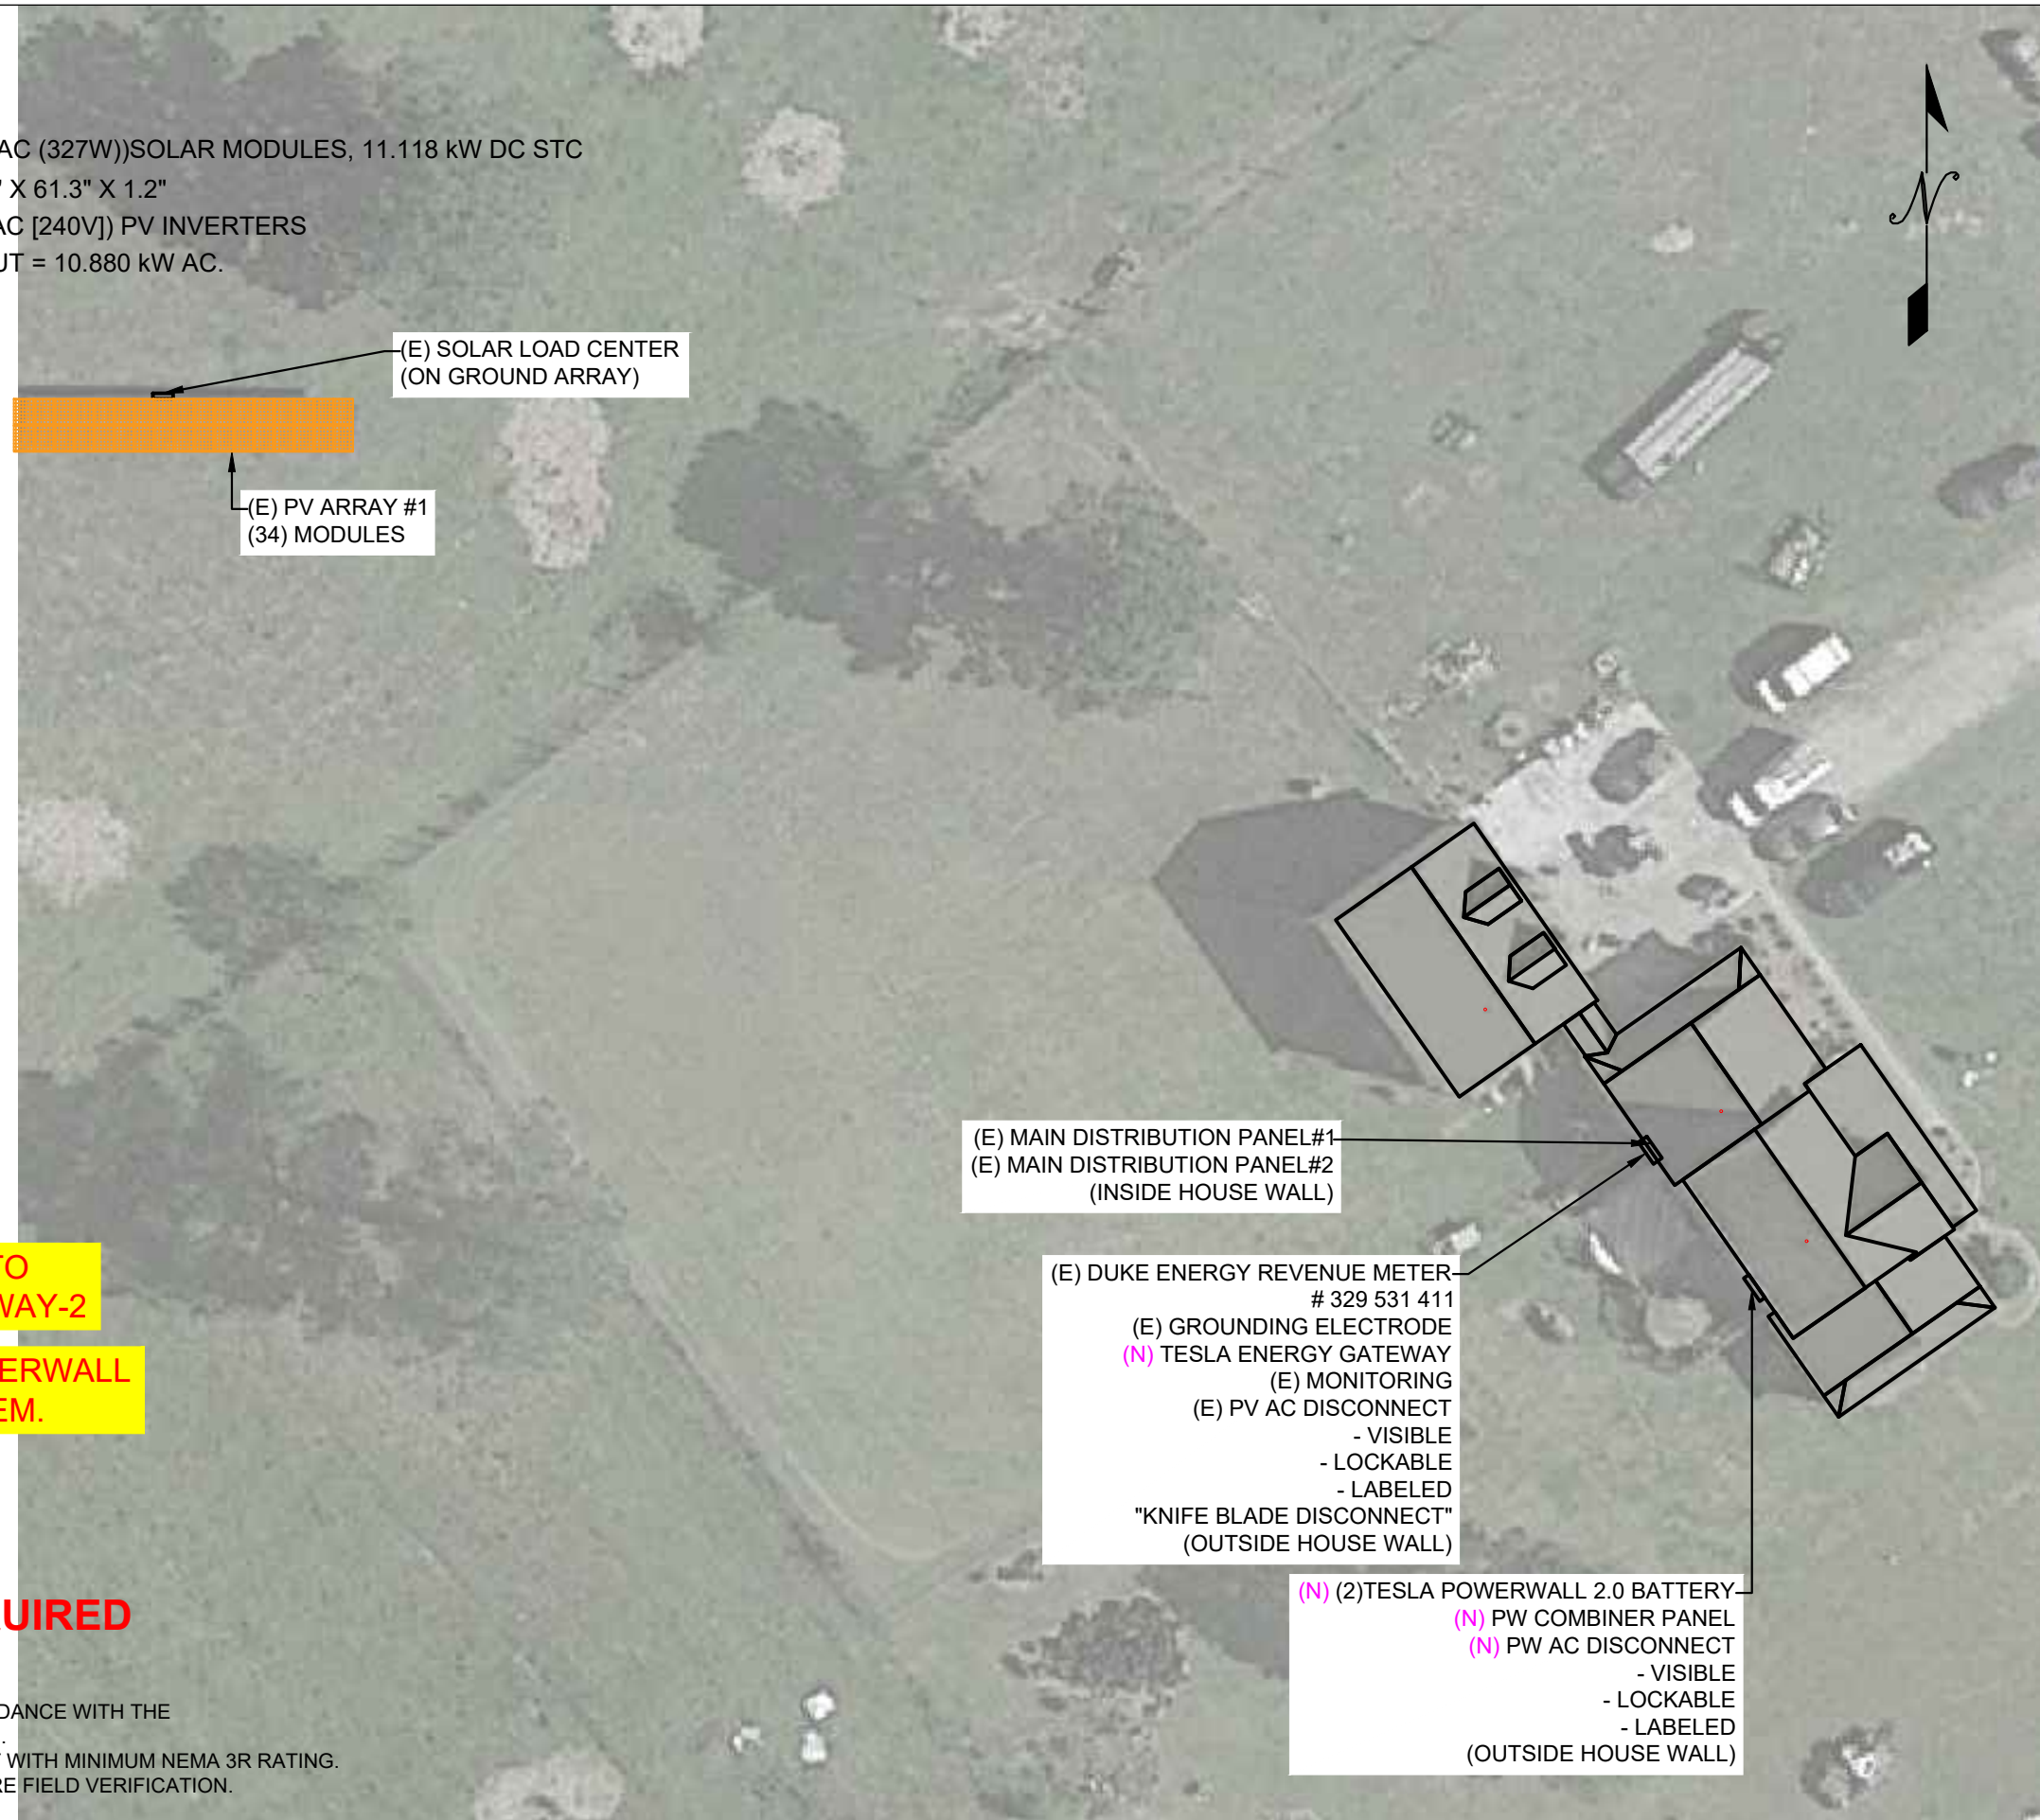 AC (327W))SOLAR MODULES, 11.118 kW DC STC
" X 61.3" X 1.2"
AC [240V]) PV INVERTERS
UT = 10.880 kW AC.
N
(E) SOLAR LOAD CENTER
(ON GROUND ARRAY)
(E) PV ARRAY #1
(34) MODULES
(E) MAIN DISTRIBUTION PANEL#1
(E) MAIN DISTRIBUTION PANEL#2
(INSIDE HOUSE WALL)
(E) DUKE ENERGY REVENUE METER
# 329 531 411
(E) GROUNDING ELECTRODE
(N) TESLA ENERGY GATEWAY
(E) MONITORING
(E) PV AC DISCONNECT
- VISIBLE
- LOCKABLE
- LABELED
"KNIFE BLADE DISCONNECT"
(OUTSIDE HOUSE WALL)
(N) (2)TESLA POWERWALL 2.0 BATTERY
(N) PW COMBINER PANEL
(N) PW AC DISCONNECT
- VISIBLE
- LOCKABLE
- LABELED
(OUTSIDE HOUSE WALL)
TO
WAY-2
ERWALL
EM.
UIRED
DANCE WITH THE
.
WITH MINIMUM NEMA 3R RATING.
RE FIELD VERIFICATION.